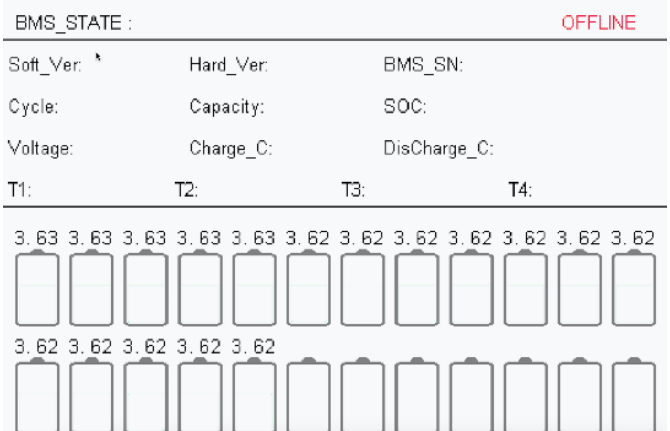 BMS_STATE : OFFLINE
Soft_Ver: Hard_Ver: BMS_SN:
Cycle: Capacity: SOC:
Voltage: Charge_C: DisCharge_C:
T1: T2: T3: T4:
3.63 3.63 3.63 3.63 3.63 3.62 3.62 3.62 3.62 3.62 3.62 3.62
3.62 3.62 3.62 3.62 3.62